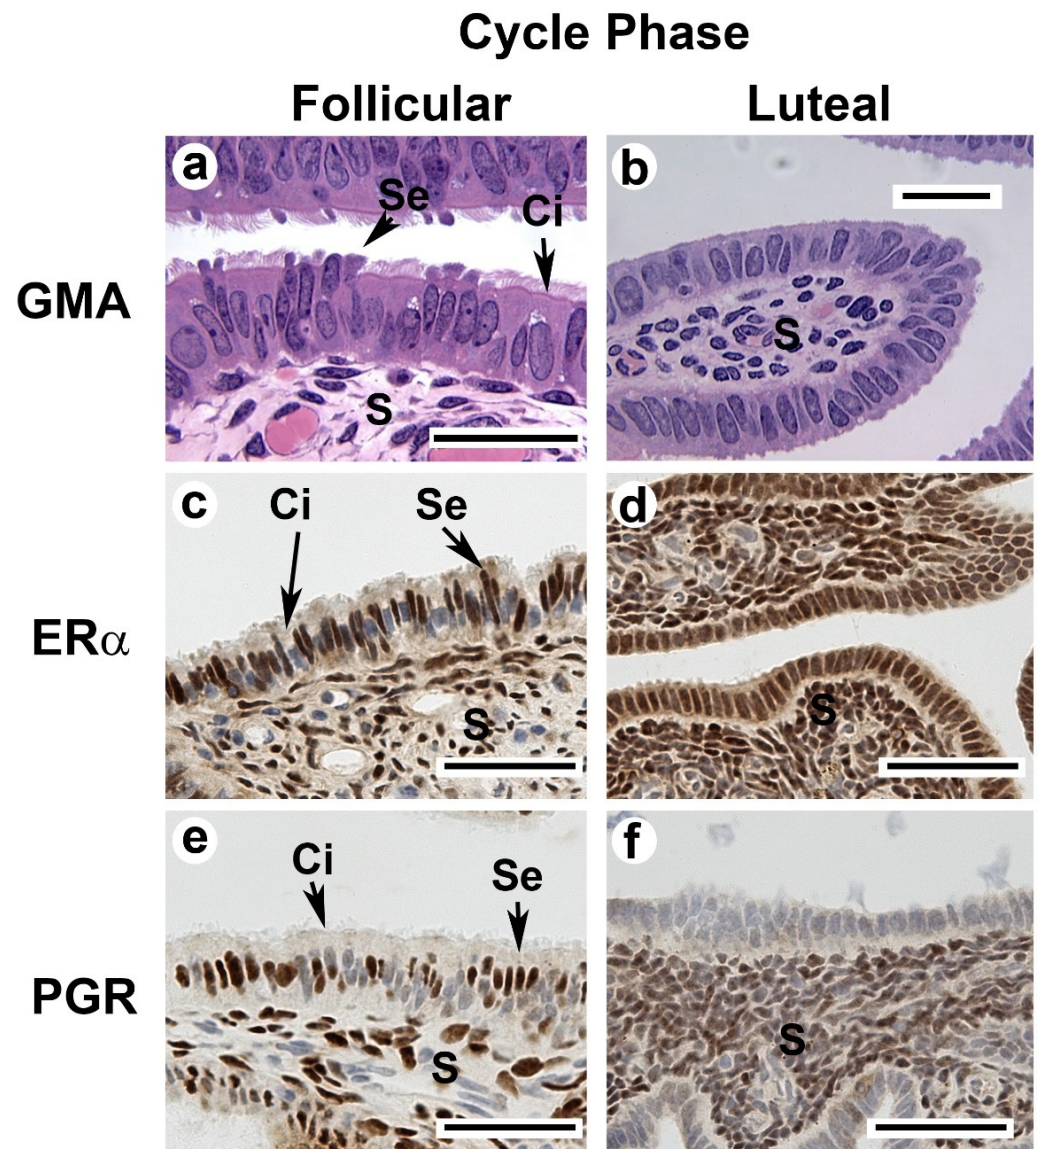 Cycle Phase
Follicular Luteal
GMA
a Se Ci S
b S
ERα
c Ci Se S
d S
PGR
e Ci Se S
f S